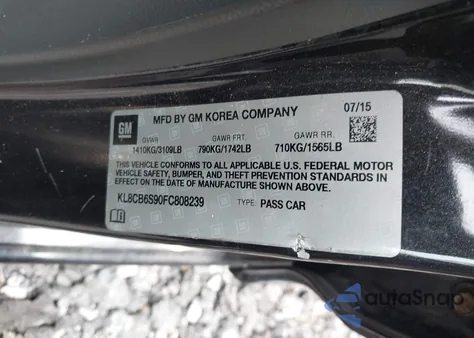 MFD BY GM KOREA COMPANY 07/15
GM GVWR GAWR FRT. GAWR RR.
1410KG/3109LB 790KG/1742LB 710KG/1565LB
THIS VEHICLE CONFORMS TO ALL APPLICABLE U.S. FEDERAL MOTOR
VEHICLE SAFETY, BUMPER, AND THEFT PREVENTION STANDARDS IN
EFFECT ON THE DATE OF MANUFACTURE SHOWN ABOVE.
KL8CB6S90FC808239 TYPE: PASS CAR
autoSnap